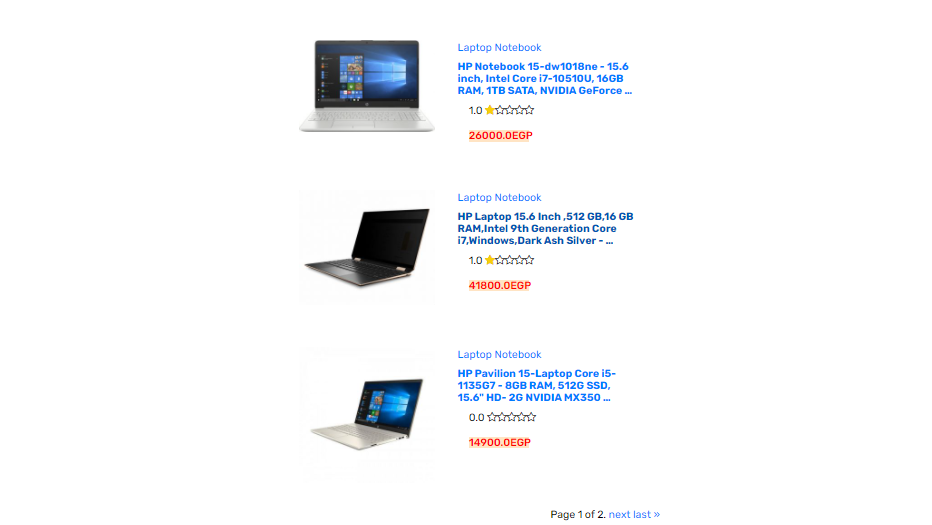 Laptop Notebook
HP Notebook 15-dw1018ne - 15.6
inch, Intel Core i7-10510U, 16GB
RAM, 1TB SATA, NVIDIA GeForce ...
1.0
26000.0EGP
Laptop Notebook
HP Laptop 15.6 Inch ,512 GB,16 GB
RAM,Intel 9th Generation Core
i7,Windows,Dark Ash Silver - ...
1.0
41800.0EGP
Laptop Notebook
HP Pavilion 15-Laptop Core i5-
1135G7 - 8GB RAM, 512G SSD,
15.6" HD- 2G NVIDIA MX350 ...
0.0
14900.0EGP
Page 1 of 2. next last »